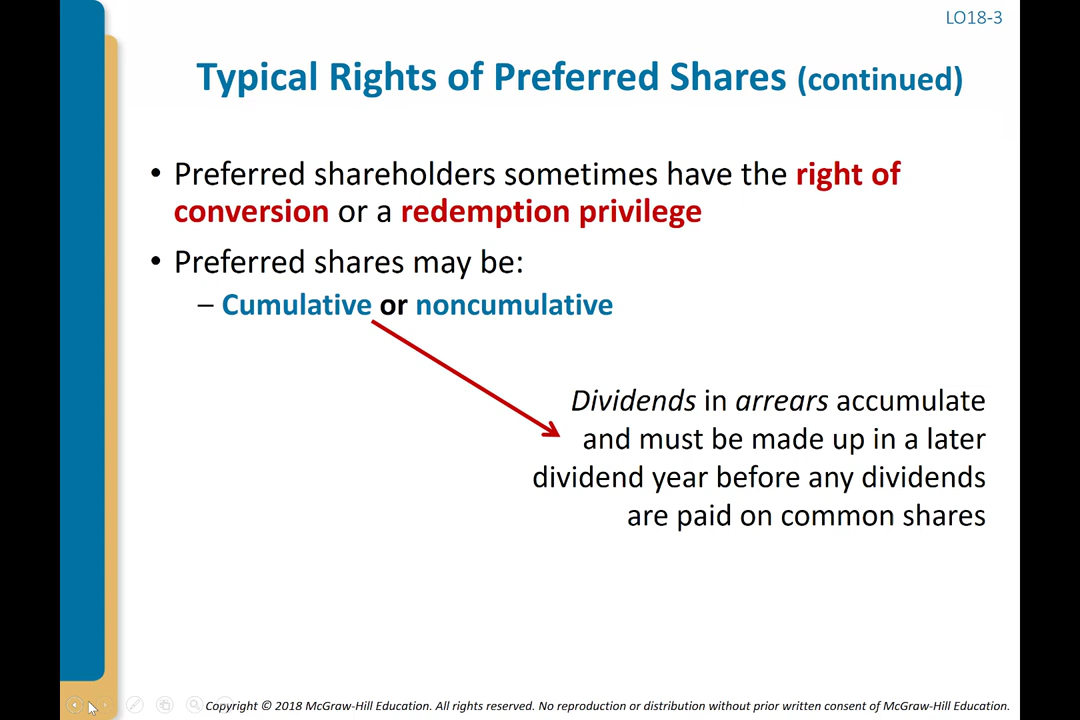 LO18-3
Typical Rights of Preferred Shares (continued)
• Preferred shareholders sometimes have the right of
conversion or a redemption privilege
• Preferred shares may be:
– Cumulative or noncumulative
Dividends in arrears accumulate
and must be made up in a later
dividend year before any dividends
are paid on common shares
Copyright © 2018 McGraw-Hill Education. All rights reserved. No reproduction or distribution without prior written consent of McGraw-Hill Education.